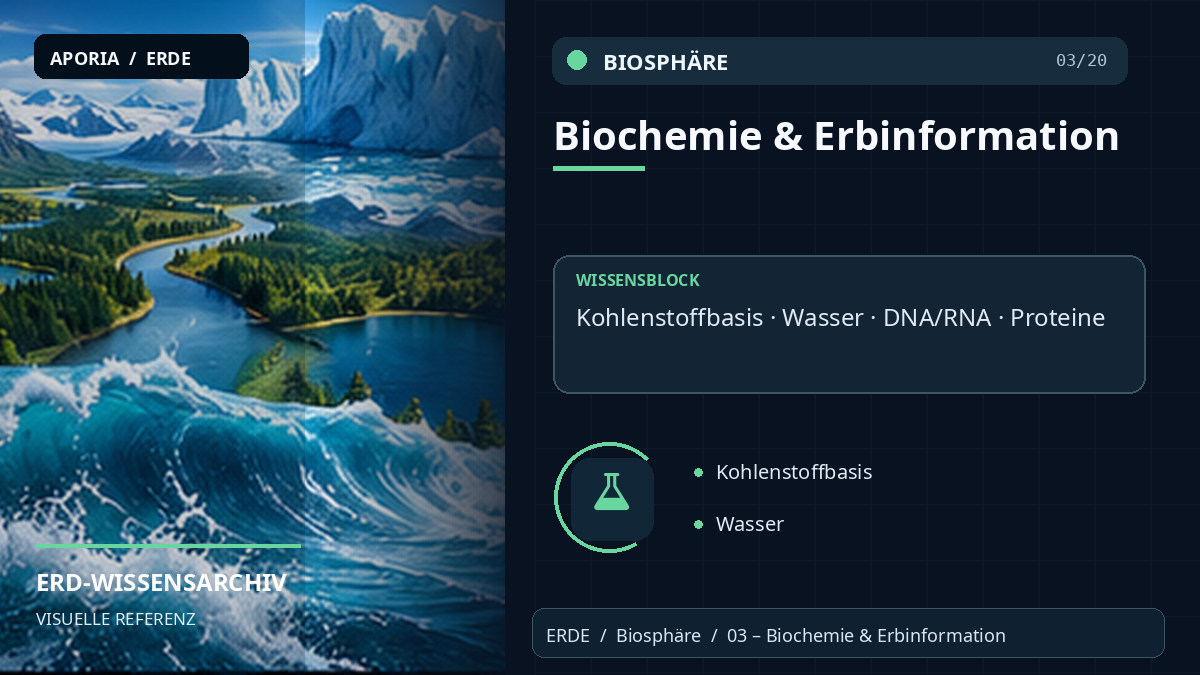 APORIA / ERDE
BIOSPHÄRE
03/20
Biochemie & Erbinformation
WISSENSBLOCK
Kohlenstoffbasis · Wasser · DNA/RNA · Proteine
Kohlenstoffbasis
Wasser
ERD-WISSENSARCHIV
VISUELLE REFERENZ
ERDE / Biosphäre / 03 – Biochemie & Erbinformation